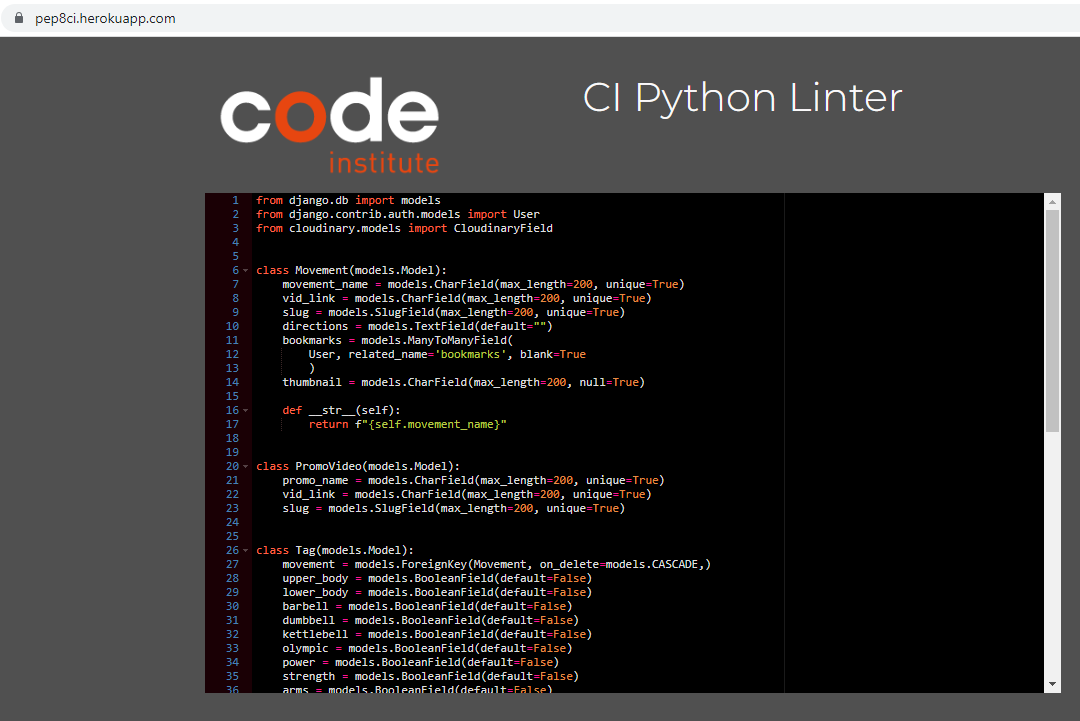 pep8ci.herokuapp.com
code
institute
CI Python Linter
1 from django.db import models
2 from django.contrib.auth.models import User
3 from cloudinary.models import CloudinaryField
4
5
6 class Movement(models.Model):
7     movement_name = models.CharField(max_length=200, unique=True)
8     vid_link = models.CharField(max_length=200, unique=True)
9     slug = models.SlugField(max_length=200, unique=True)
10     directions = models.TextField(default="")
11     bookmarks = models.ManyToManyField(
12         User, related_name='bookmarks', blank=True
13         )
14     thumbnail = models.CharField(max_length=200, null=True)
15
16     def __str__(self):
17         return f"{self.movement_name}"
18
19
20 class PromoVideo(models.Model):
21     promo_name = models.CharField(max_length=200, unique=True)
22     vid_link = models.CharField(max_length=200, unique=True)
23     slug = models.SlugField(max_length=200, unique=True)
24
25
26 class Tag(models.Model):
27     movement = models.ForeignKey(Movement, on_delete=models.CASCADE,)
28     upper_body = models.BooleanField(default=False)
29     lower_body = models.BooleanField(default=False)
30     barbell = models.BooleanField(default=False)
31     dumbbell = models.BooleanField(default=False)
32     kettlebell = models.BooleanField(default=False)
33     olympic = models.BooleanField(default=False)
34     power = models.BooleanField(default=False)
35     strength = models.BooleanField(default=False)
36     arms = models.BooleanField(default=False)